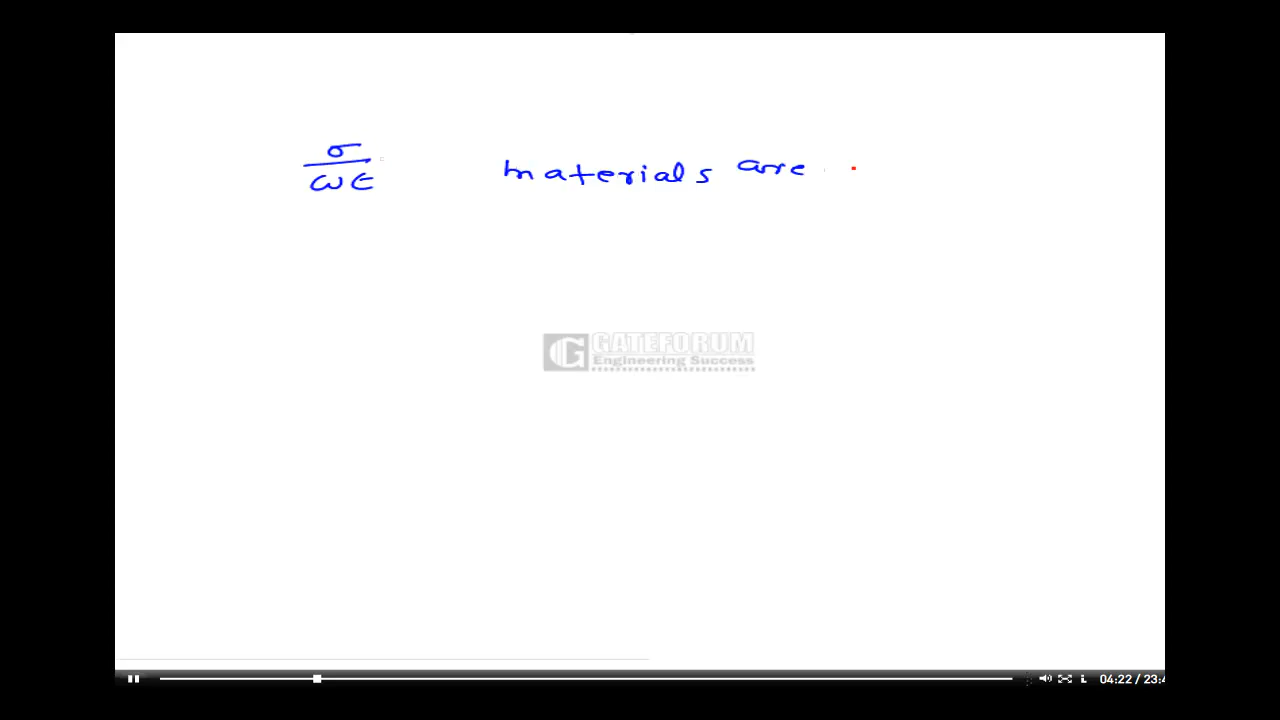 σ
ωϵ materials are
GATEFORUM
Engineering Success
04:22 / 23:4